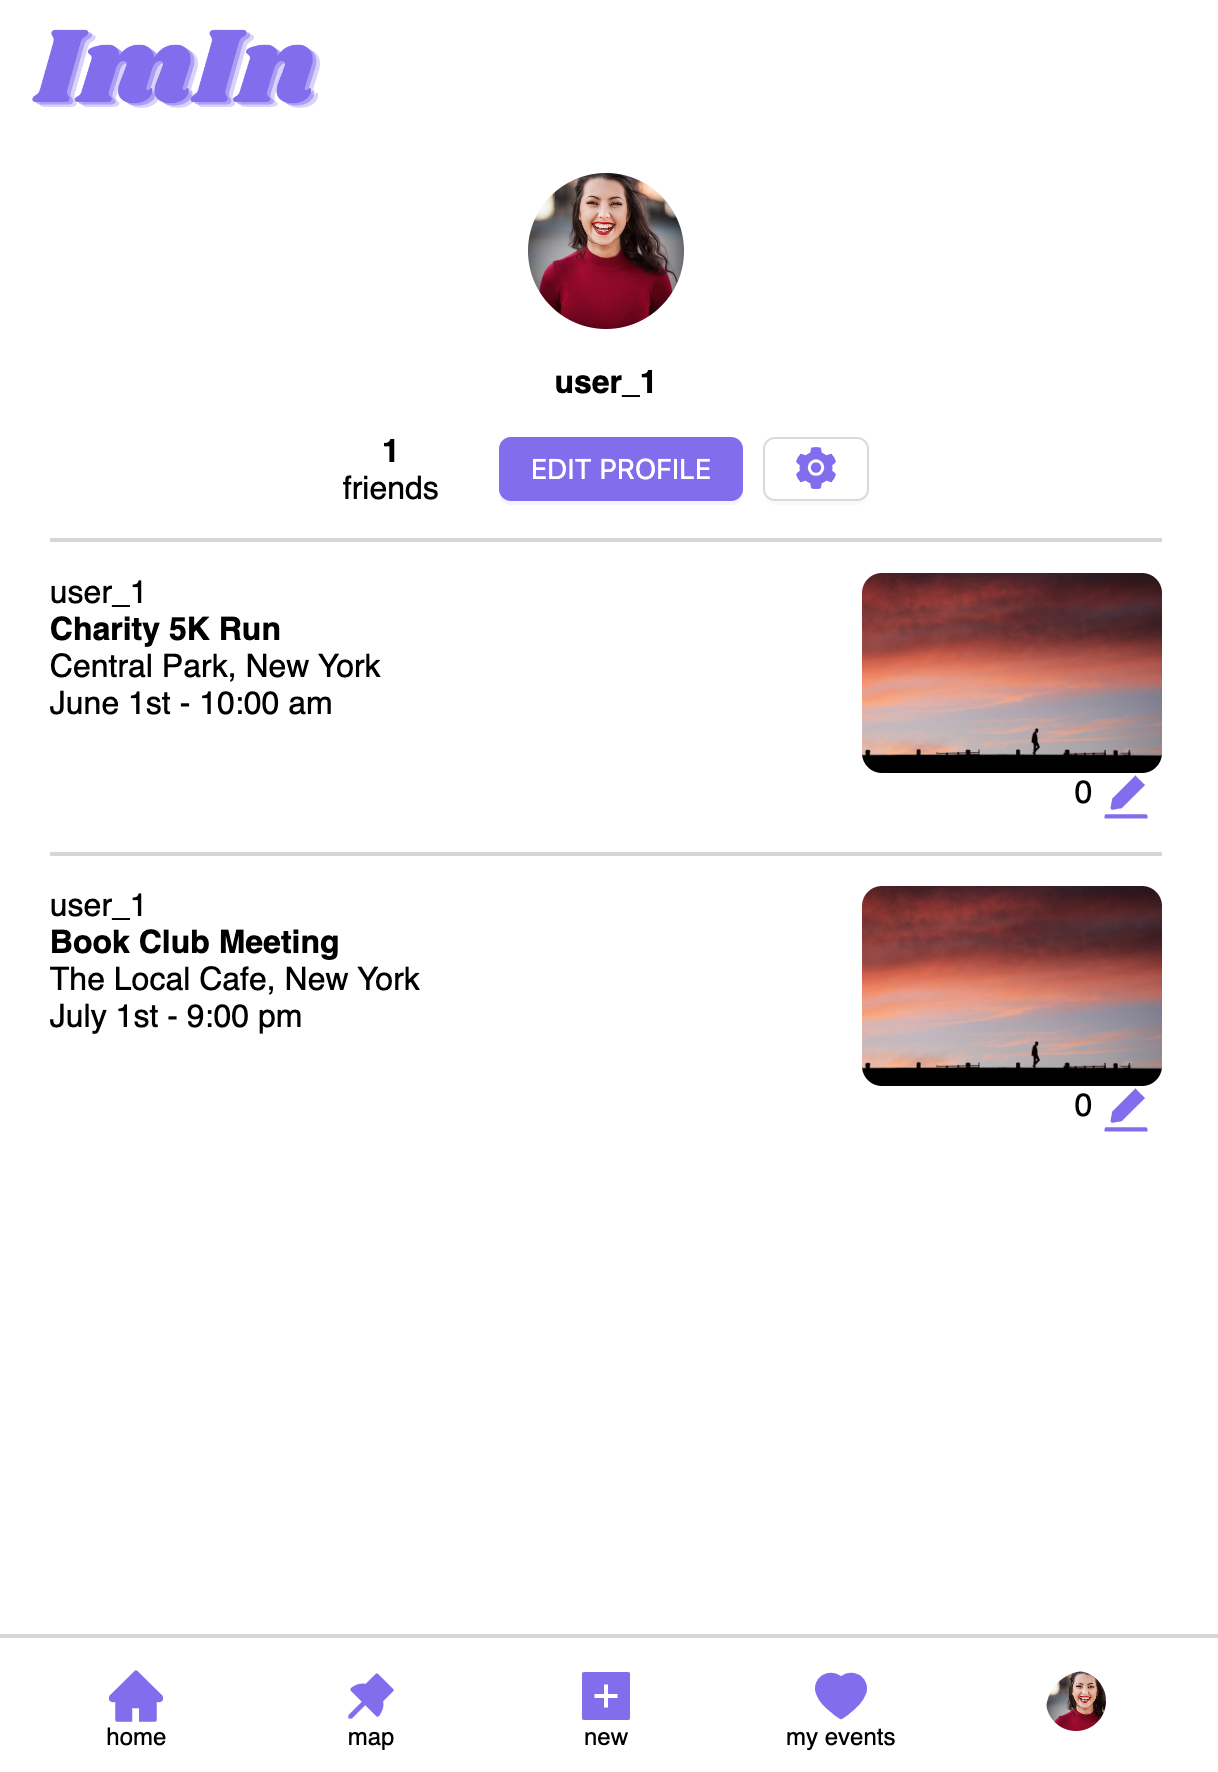 ImIn
user_1
1
friends
EDIT PROFILE
user_1
Charity 5K Run
Central Park, New York
June 1st - 10:00 am
0
user_1
Book Club Meeting
The Local Cafe, New York
July 1st - 9:00 pm
0
home
map
new
my events